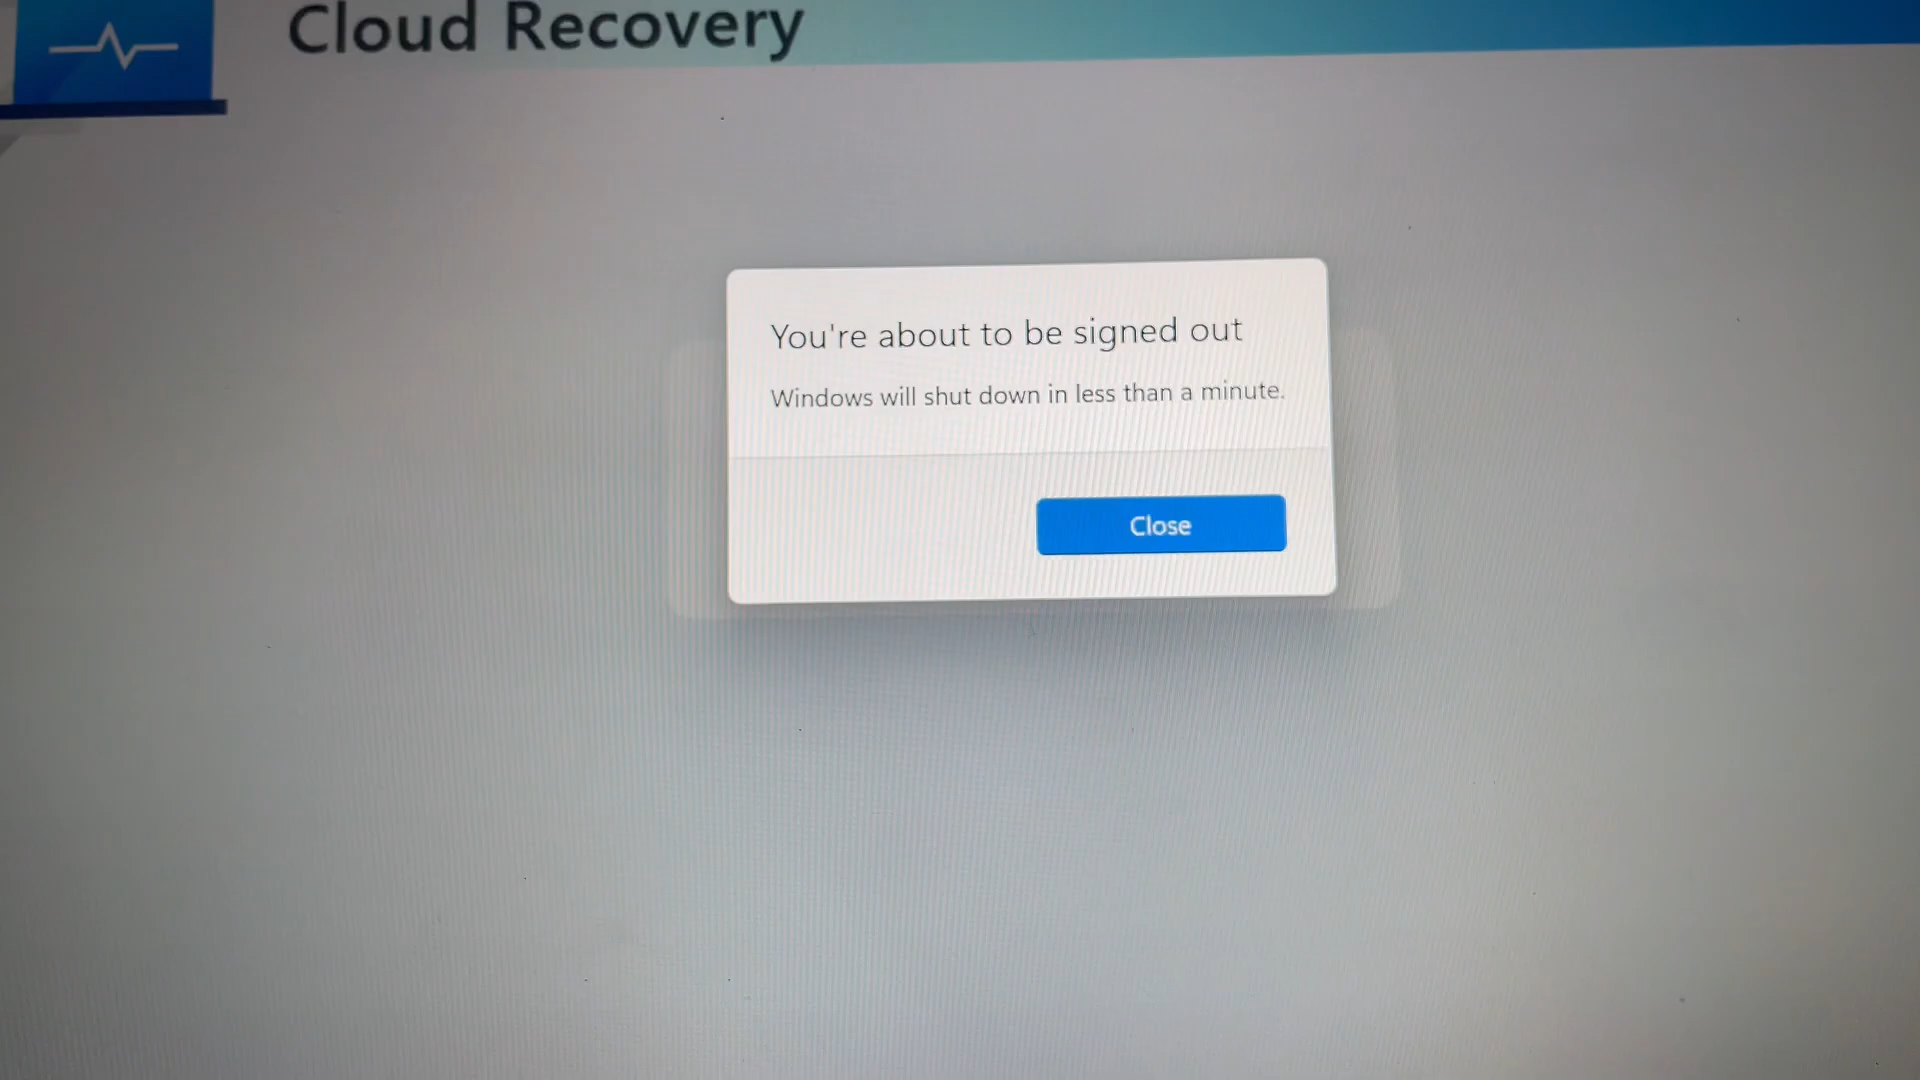 Cloud Recovery
You're about to be signed out
Windows will shut down in less than a minute.
Close